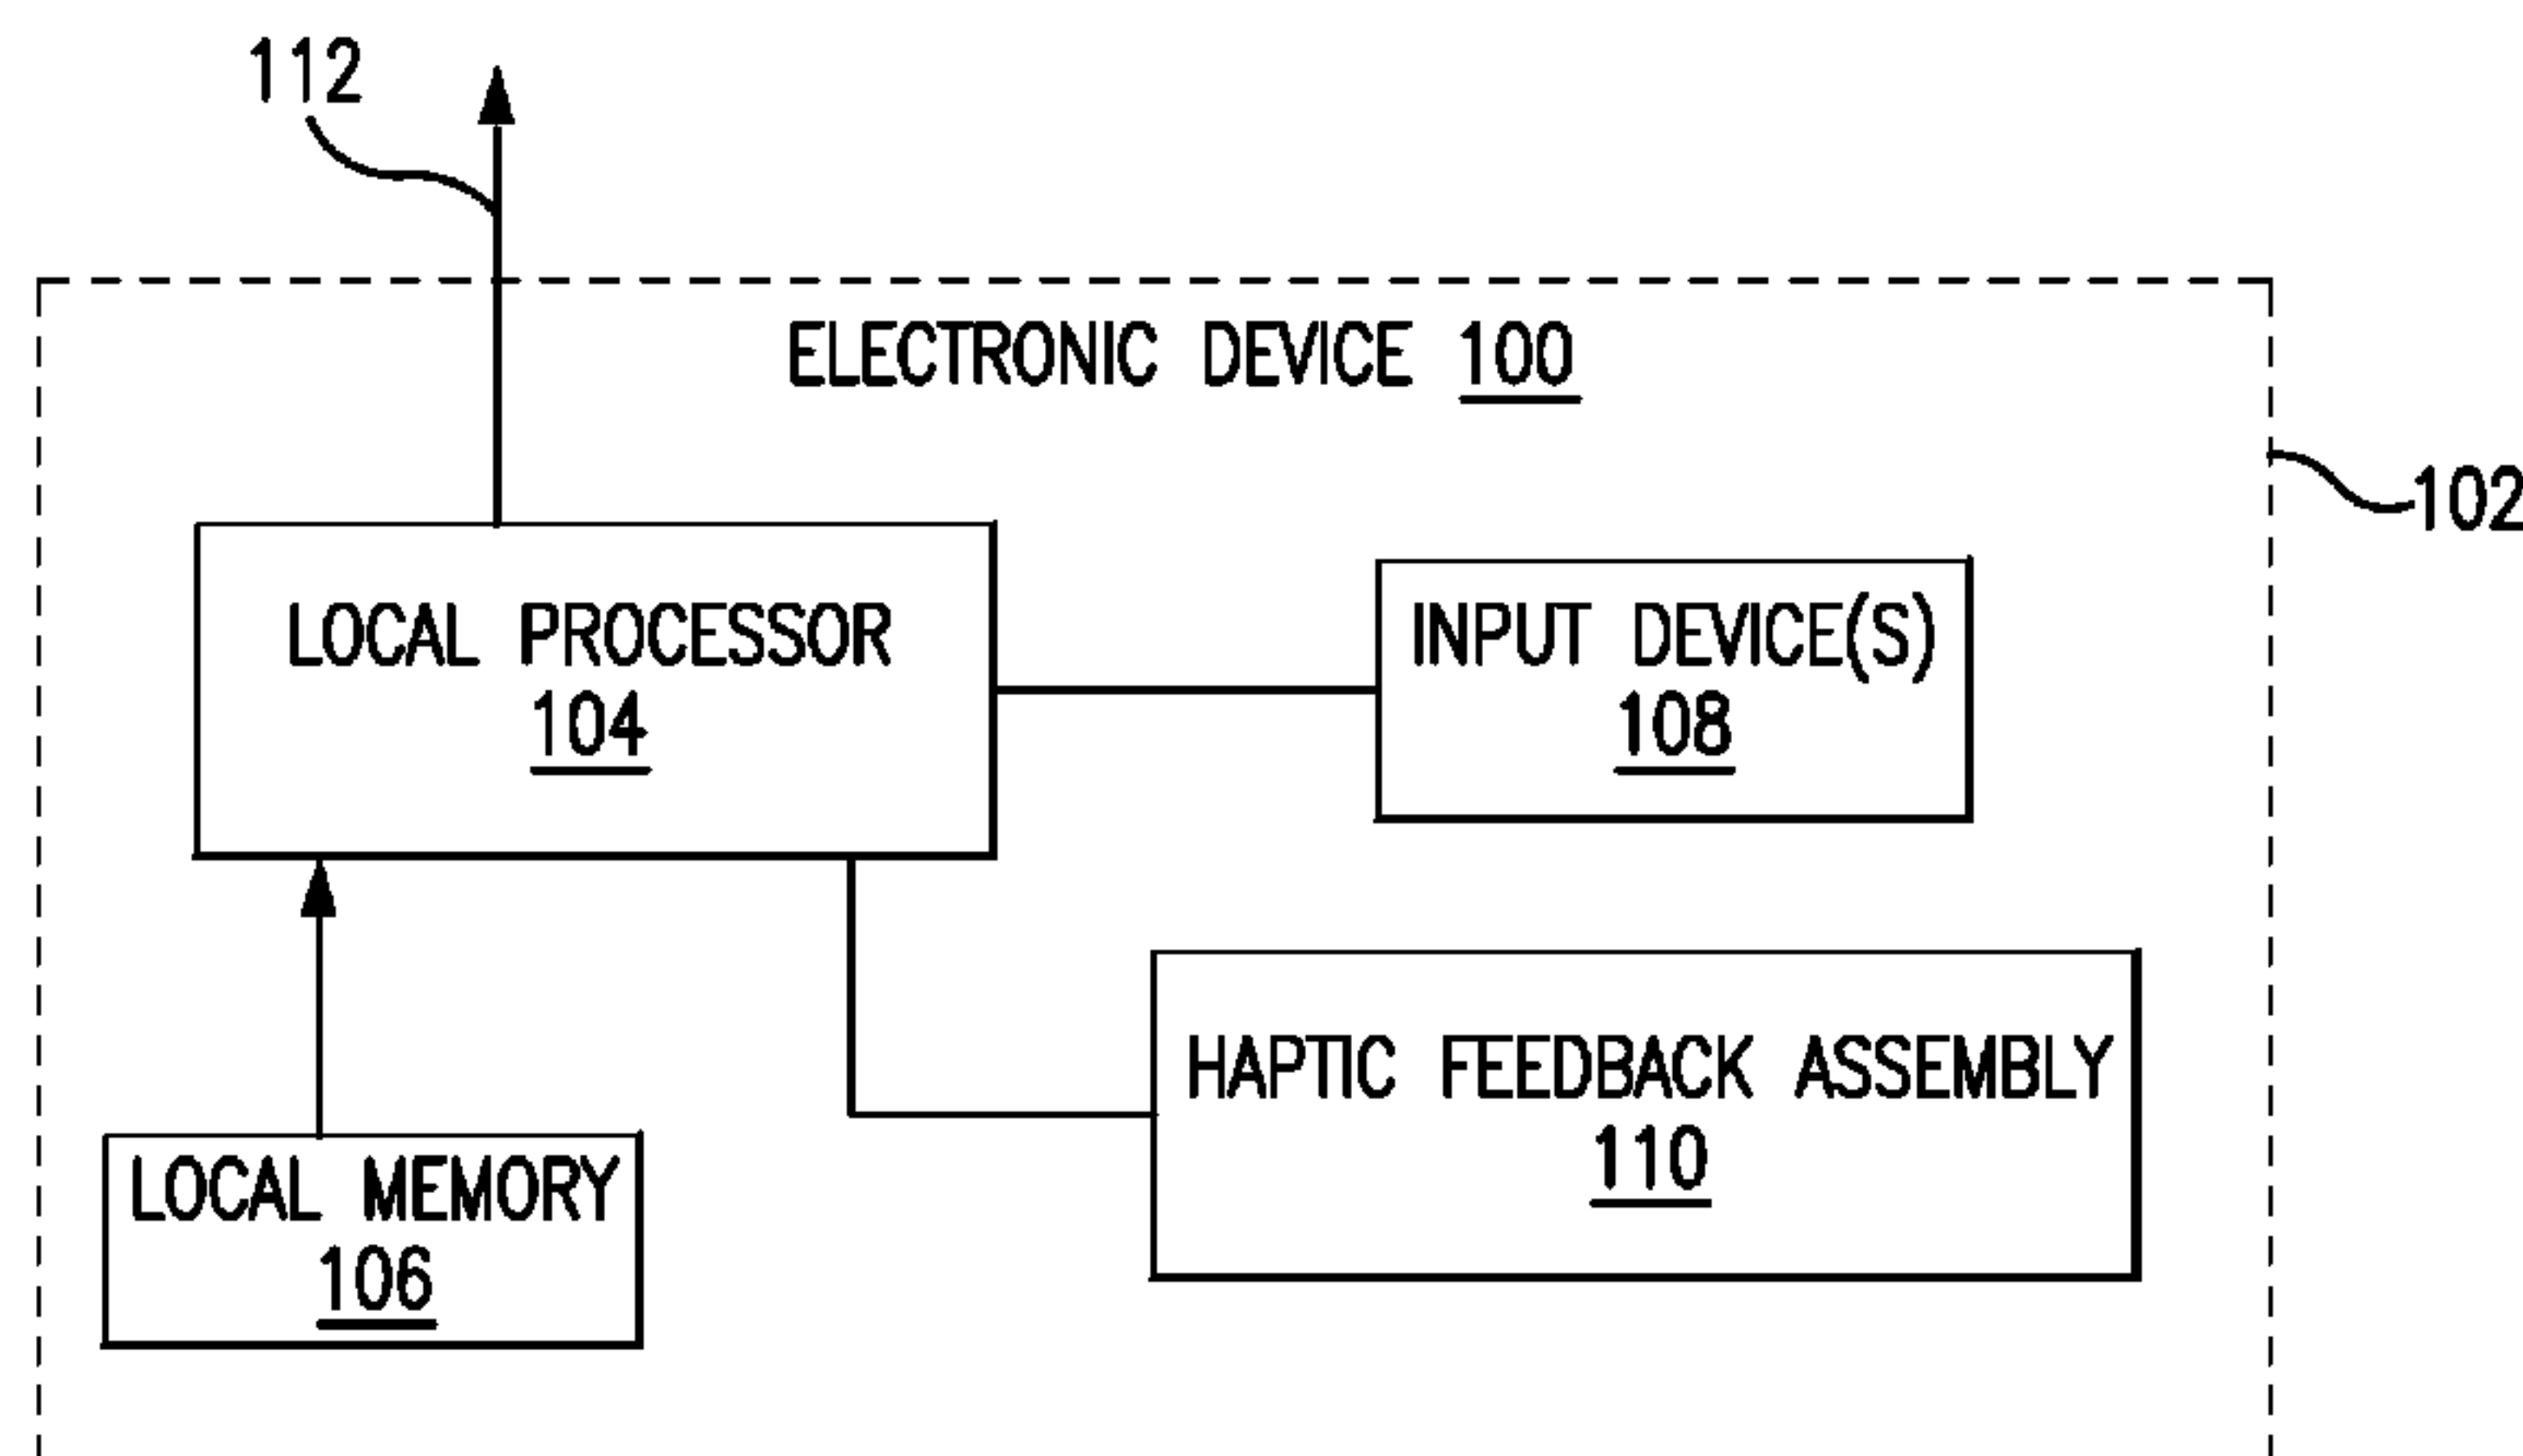 112
ELECTRONIC DEVICE 100
102
LOCAL PROCESSOR
104
INPUT DEVICE(S)
108
HAPTIC FEEDBACK ASSEMBLY
110
LOCAL MEMORY
106